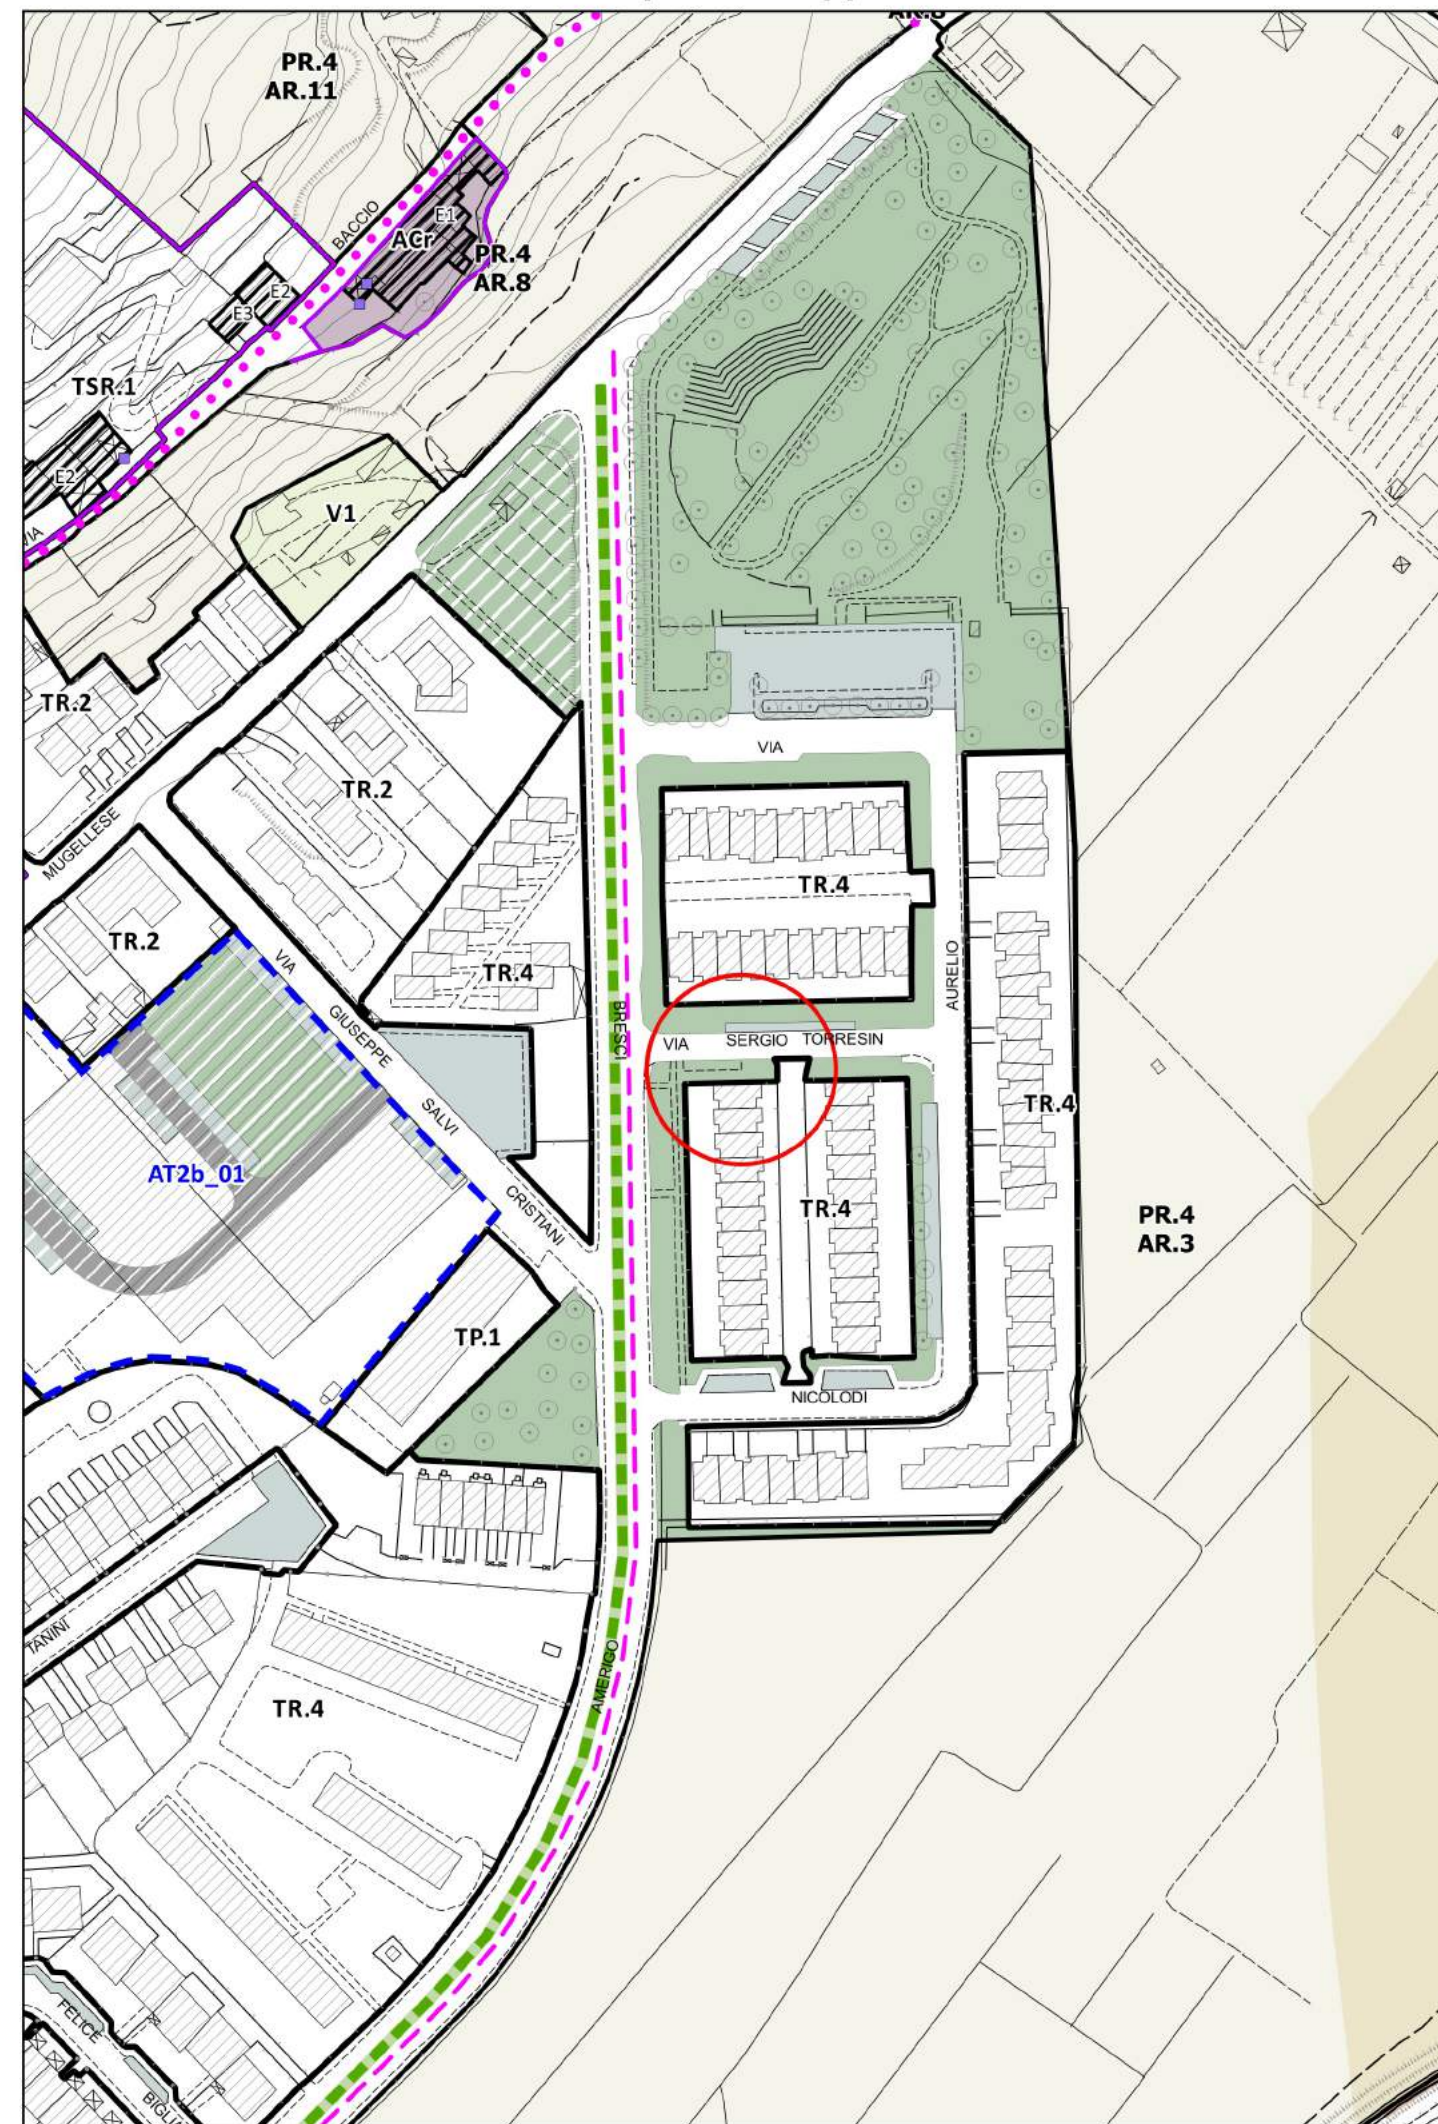 AR.8
PR.4
AR.11
BACCIO
E1
ACr
PR.4
AR.8
E2
E3
TSR.1
E2
VIA
V1
TR.2
VIA
TR.2
MUGELLESE
TR.4
TR.2
TR.4
AURELIO
VIA
GIUSEPPE
BRESCI
VIA SERGIO TORRESIN
SALVI
TR.4
AT2b_01
CRISTIANI
TR.4
PR.4
AR.3
TP.1
NICOLODI
TANINI
AMERIGO
TR.4
FELICE